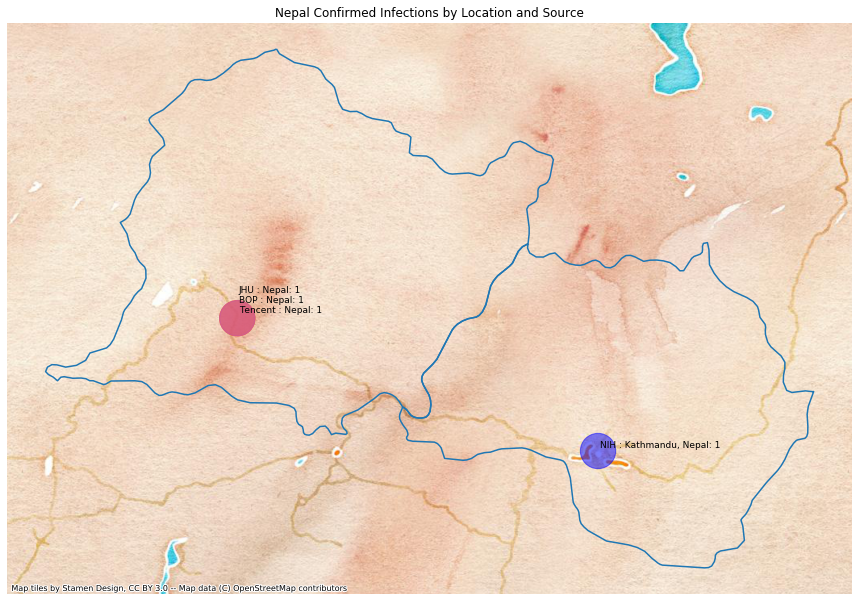 Nepal Confirmed Infections by Location and Source
JHU : Nepal: 1
BOP : Nepal: 1
Tencent : Nepal: 1
NIH : Kathmandu, Nepal: 1
Map tiles by Stamen Design, CC BY 3.0 -- Map data (C) OpenStreetMap contributors